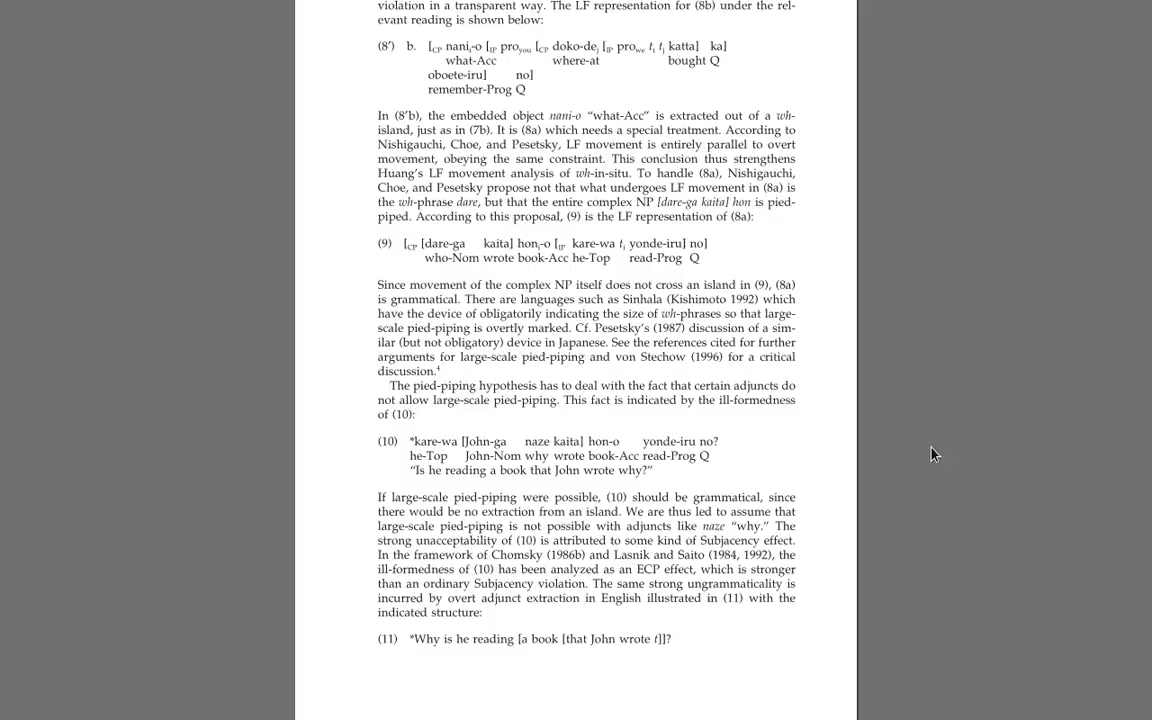 violation in a transparent way. The LF representation for (8b) under the rel-
evant reading is shown below:
(8′) b. [CP nanii-o [IP proyou [CP doko-dej [IP prowe ti tj katta] ka]
what-Acc where-at bought Q
oboete-iru] no]
remember-Prog Q
In (8′b), the embedded object nani-o “what-Acc” is extracted out of a wh-
island, just as in (7b). It is (8a) which needs a special treatment. According to
Nishigauchi, Choe, and Pesetsky, LF movement is entirely parallel to overt
movement, obeying the same constraint. This conclusion thus strengthens
Huang’s LF movement analysis of wh-in-situ. To handle (8a), Nishigauchi,
Choe, and Pesetsky propose not that what undergoes LF movement in (8a) is
the wh-phrase dare, but that the entire complex NP [dare-ga kaita] hon is pied-
piped. According to this proposal, (9) is the LF representation of (8a):
(9) [CP [dare-ga kaita] honi-o [IP kare-wa ti yonde-iru] no]
who-Nom wrote book-Acc he-Top read-Prog Q
Since movement of the complex NP itself does not cross an island in (9), (8a)
is grammatical. There are languages such as Sinhala (Kishimoto 1992) which
have the device of obligatorily indicating the size of wh-phrases so that large-
scale pied-piping is overtly marked. Cf. Pesetsky’s (1987) discussion of a sim-
ilar (but not obligatory) device in Japanese. See the references cited for further
arguments for large-scale pied-piping and von Stechow (1996) for a critical
discussion.4
The pied-piping hypothesis has to deal with the fact that certain adjuncts do
not allow large-scale pied-piping. This fact is indicated by the ill-formedness
of (10):
(10) *kare-wa [John-ga naze kaita] hon-o yonde-iru no?
he-Top John-Nom why wrote book-Acc read-Prog Q
“Is he reading a book that John wrote why?”
If large-scale pied-piping were possible, (10) should be grammatical, since
there would be no extraction from an island. We are thus led to assume that
large-scale pied-piping is not possible with adjuncts like naze “why.” The
strong unacceptability of (10) is attributed to some kind of Subjacency effect.
In the framework of Chomsky (1986b) and Lasnik and Saito (1984, 1992), the
ill-formedness of (10) has been analyzed as an ECP effect, which is stronger
than an ordinary Subjacency violation. The same strong ungrammaticality is
incurred by overt adjunct extraction in English illustrated in (11) with the
indicated structure:
(11) *Why is he reading [a book [that John wrote t]]?